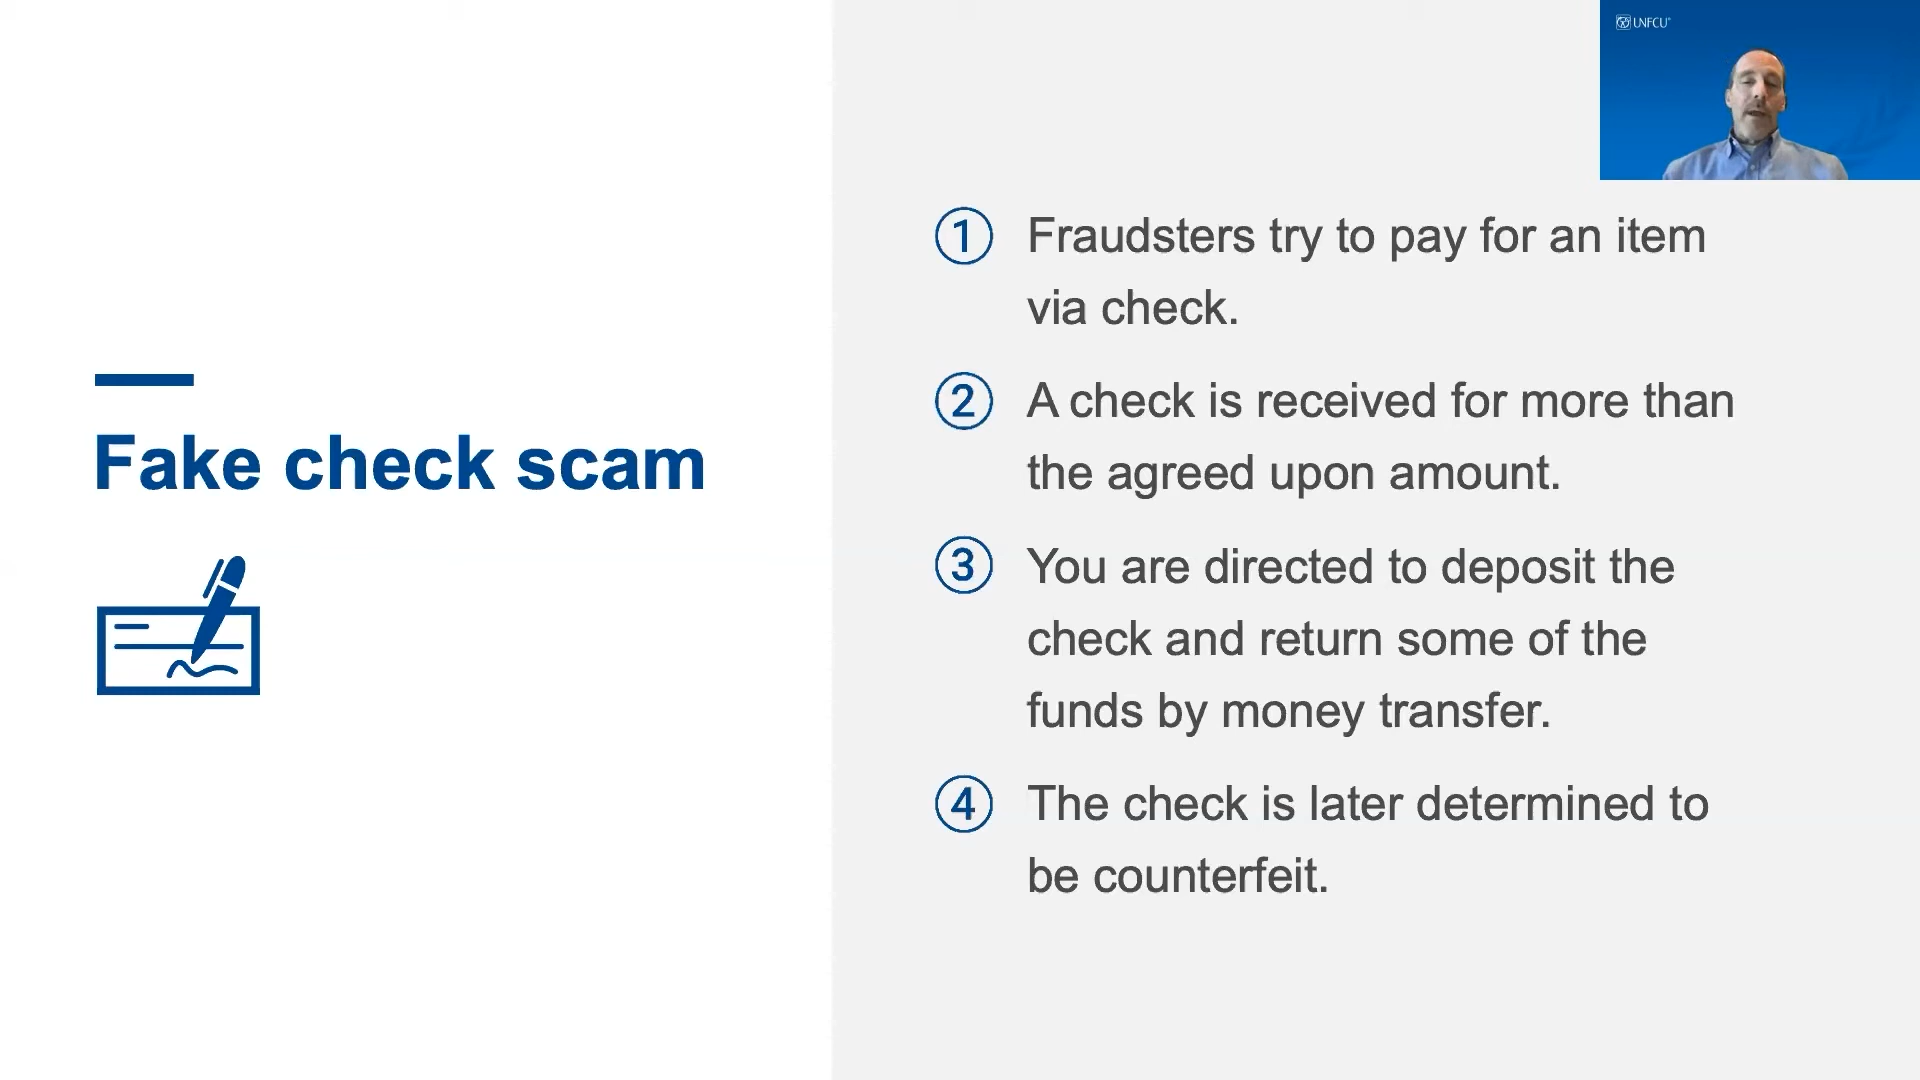 UNFCU®
Fake check scam
1 Fraudsters try to pay for an item
via check.
2 A check is received for more than
the agreed upon amount.
3 You are directed to deposit the
check and return some of the
funds by money transfer.
4 The check is later determined to
be counterfeit.